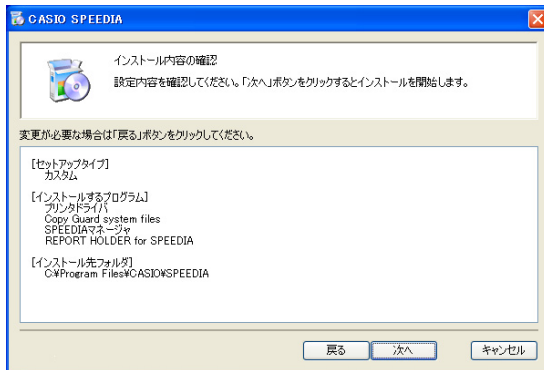 CASIO SPEEDIA
インストール内容の確認
設定内容を確認してください。「次へ」ボタンをクリックするとインストールを開始します。
変更が必要な場合は「戻る」ボタンをクリックしてください。
[セットアップタイプ]
カスタム
[インストールするプログラム]
プリンタドライバ
Copy Guard system files
SPEEDIAマネージャ
REPORT HOLDER for SPEEDIA
[インストール先フォルダ]
C:¥Program Files¥CASIO¥SPEEDIA
戻る 次へ キャンセル